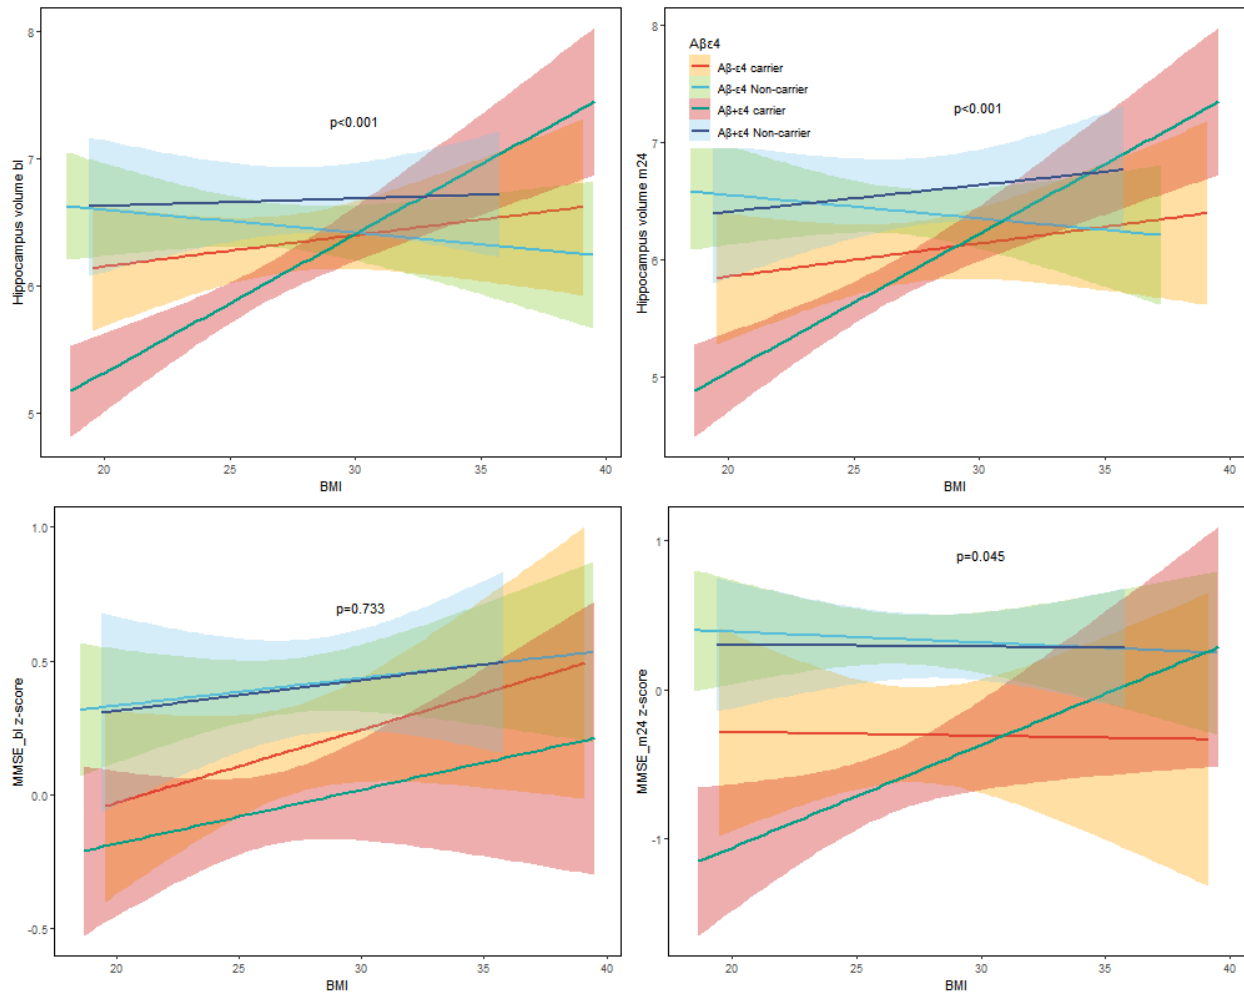 8
7
6
5
Hippocampus volume bl
p<0.001
20 25 30 35 40
BMI
8
7
6
5
Hippocampus volume m24
Aβε4
Aβ-ε4 carrier
Aβ-ε4 Non-carrier
Aβ+ε4 carrier
Aβ+ε4 Non-carrier
p<0.001
20 25 30 35 40
BMI
1.0
0.5
0.0
-0.5
MMSE_bl z-score
p=0.733
20 25 30 35 40
BMI
1
0
-1
MMSE_m24 z-score
p=0.045
20 25 30 35 40
BMI